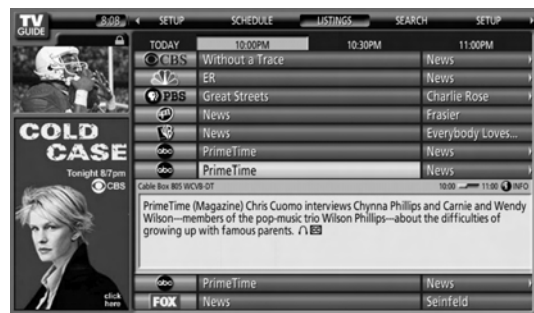 TV
GUIDE
8:08 SETUP SCHEDULE LISTINGS SEARCH SETUP
TODAY 10:00PM 10:30PM 11:00PM
CBS Without a Trace News
ER News
PBS Great Streets Charlie Rose
News Frasier
News Everybody Loves...
abc PrimeTime News
abc PrimeTime News
COLD
CASE
Tonight 8/7pm
CBS
click
here
Cable Box 805 WCVB-DT 10:00 11:00 INFO
PrimeTime (Magazine) Chris Cuomo interviews Chynna Phillips and Carnie and Wendy
Wilson—members of the pop-music trio Wilson Phillips—about the difficulties of
growing up with famous parents.
abc PrimeTime News
FOX News Seinfeld